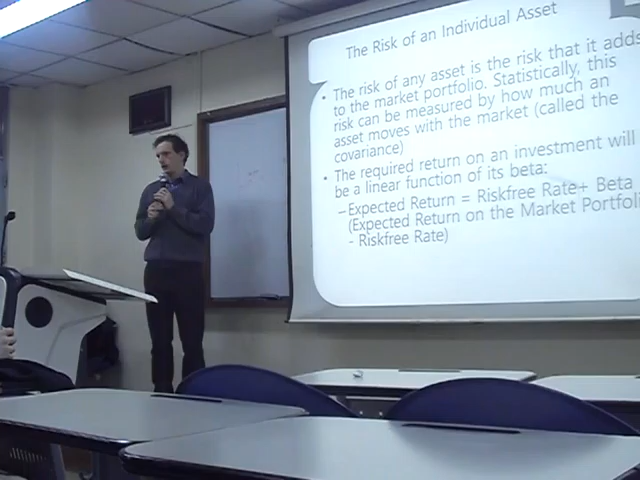 The Risk of an Individual Asset
• The risk of any asset is the risk that it adds
to the market portfolio. Statistically, this
risk can be measured by how much an
asset moves with the market (called the
covariance)
• The required return on an investment will
be a linear function of its beta:
– Expected Return = Riskfree Rate+ Beta
(Expected Return on the Market Portfoli
- Riskfree Rate)